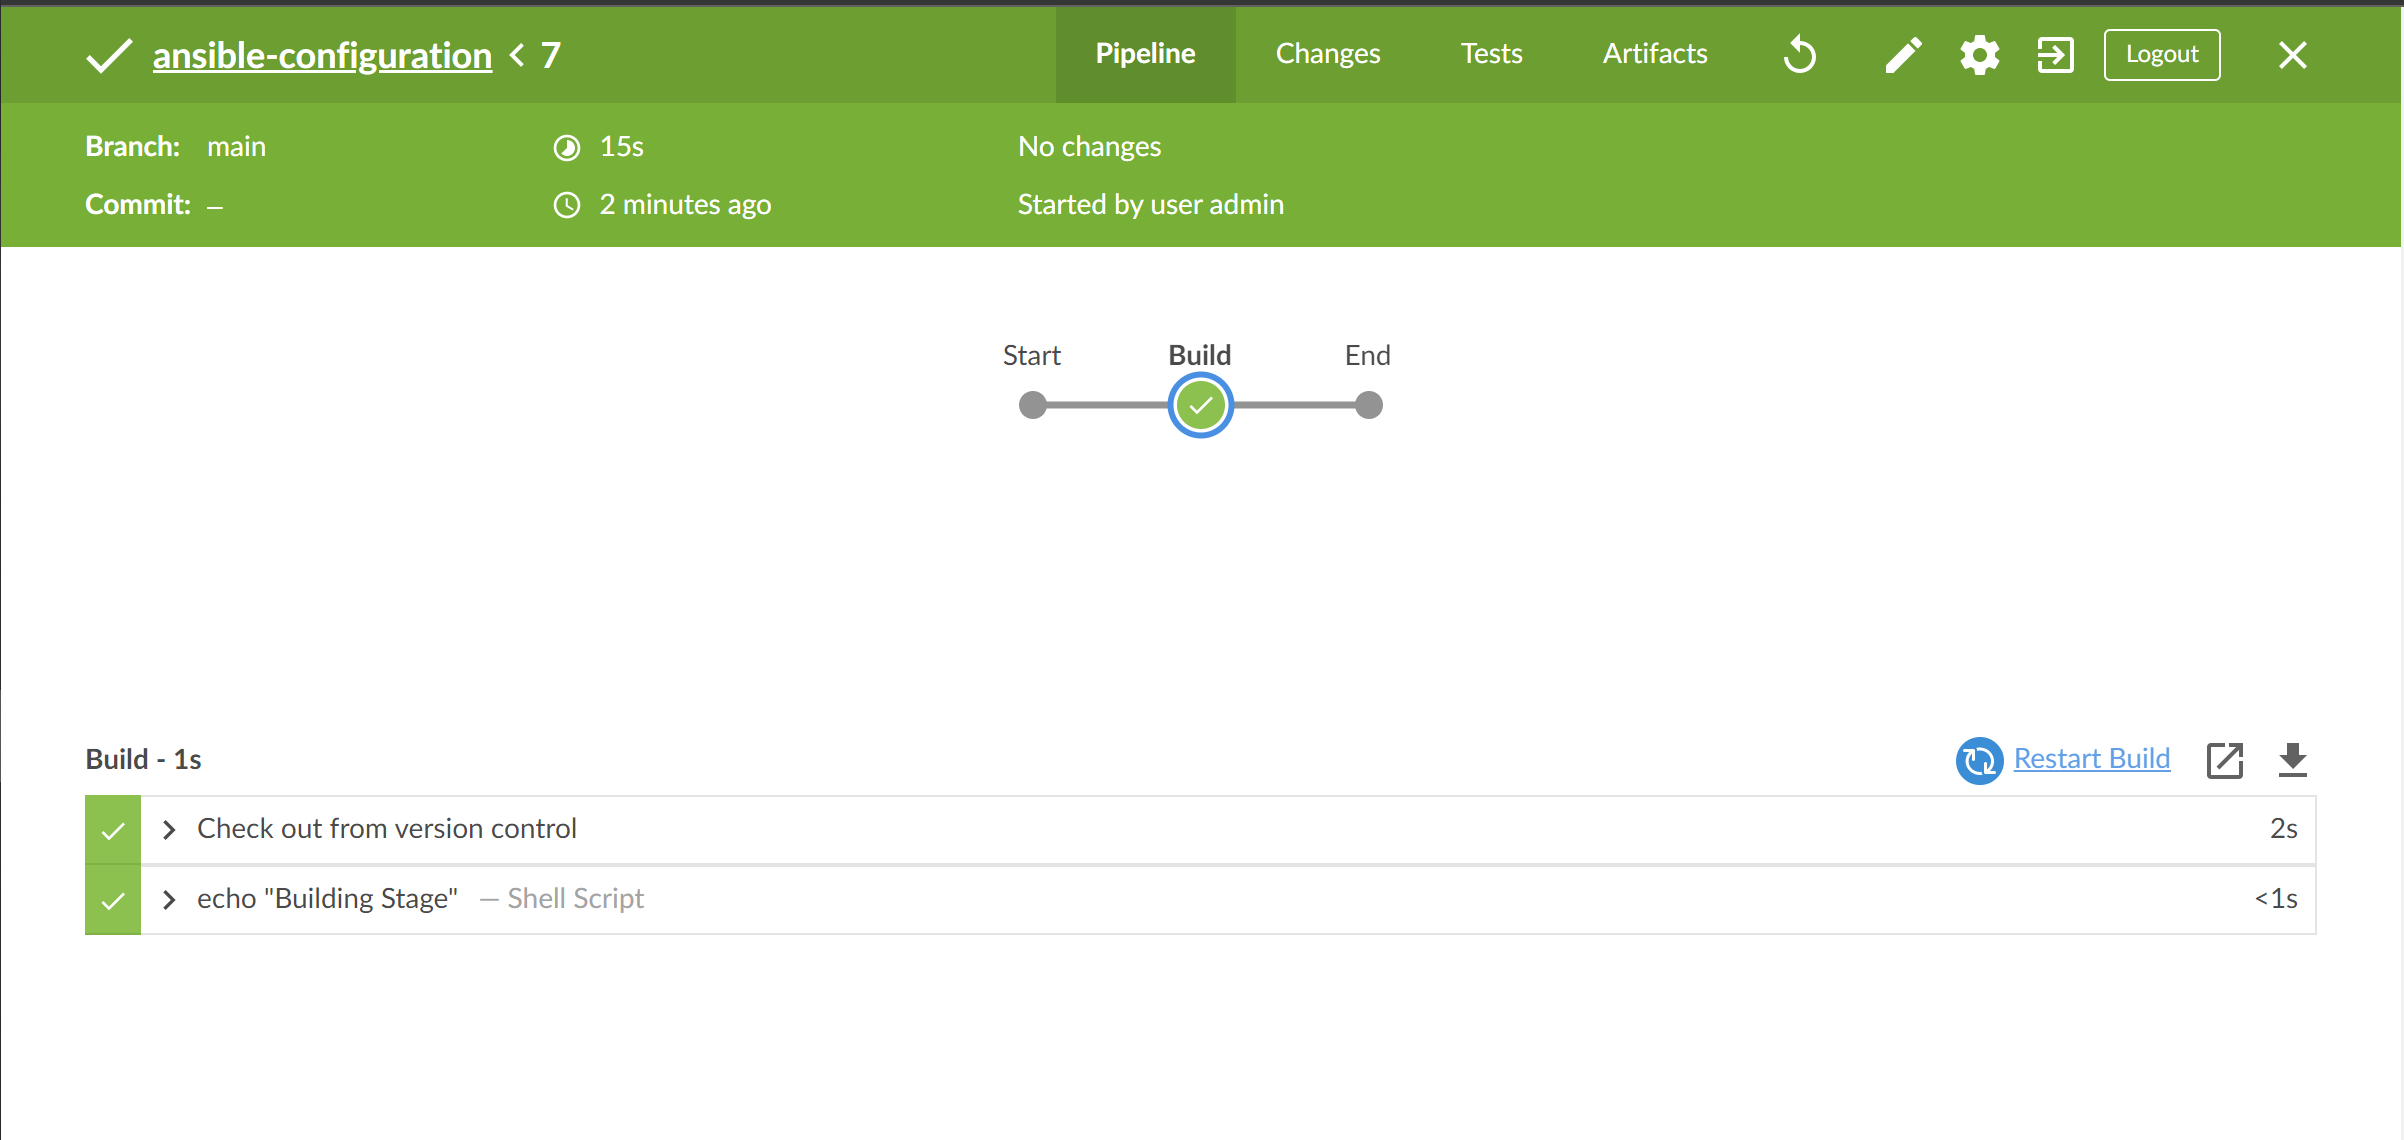 ansible-configuration < 7
Pipeline
Changes
Tests
Artifacts
Logout
Branch: main
15s
No changes
Commit: –
2 minutes ago
Started by user admin
Start
Build
End
Build - 1s
Restart Build
Check out from version control
2s
echo "Building Stage" — Shell Script
<1s